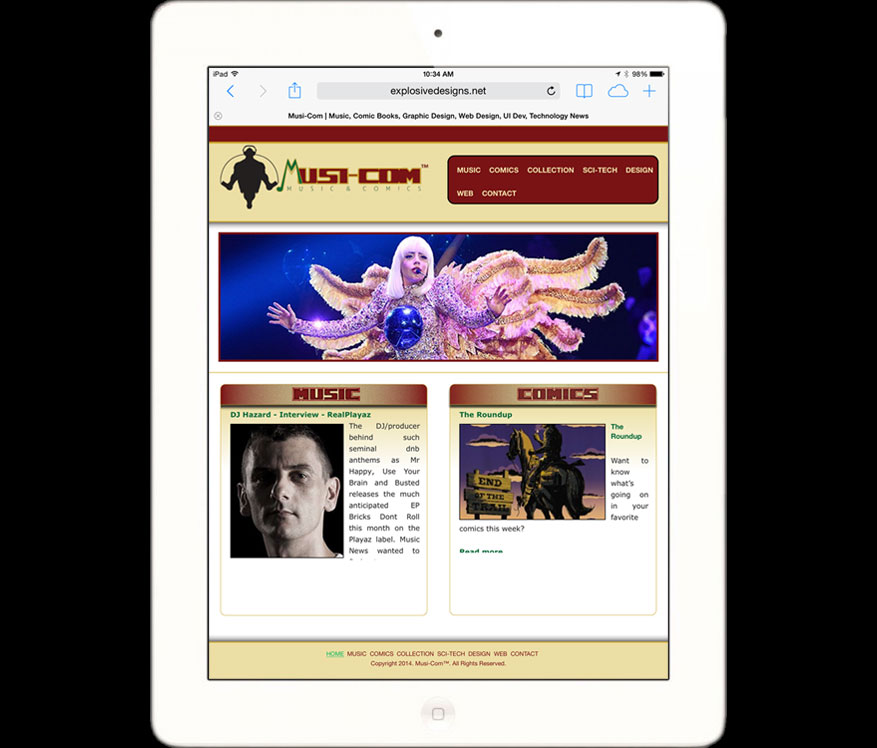 iPad 10:34 AM 98%
explosivedesigns.net
Musi-Com | Music, Comic Books, Graphic Design, Web Design, UI Dev, Technology News
MUSI-COM™
MUSIC & COMICS
MUSIC COMICS COLLECTION SCI-TECH DESIGN
WEB CONTACT
MUSIC
DJ Hazard - Interview - RealPlayaz
The DJ/producer
behind such
seminal dnb
anthems as Mr
Happy, Use Your
Brain and Busted
releases the much
anticipated EP
Bricks Dont Roll
this month on the
Playaz label. Music
News wanted to
COMICS
The Roundup
END
OF THE
TRAIL
The
Roundup
Want to
know
what's
going on
in your
favorite
comics this week?
Read more
HOME MUSIC COMICS COLLECTION SCI-TECH DESIGN WEB CONTACT
Copyright 2014. Musi-Com™. All Rights Reserved.